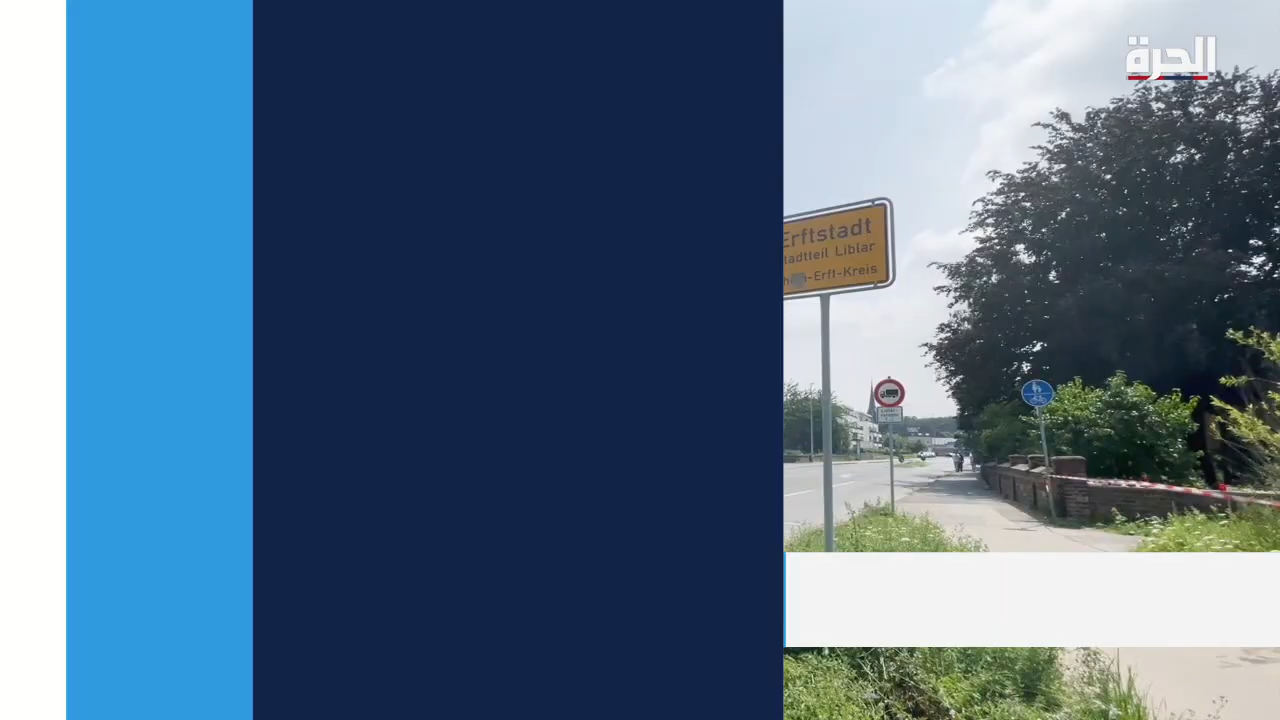 الحرة
Erftstadt
tadtteil Liblar
-Erft-Kreis